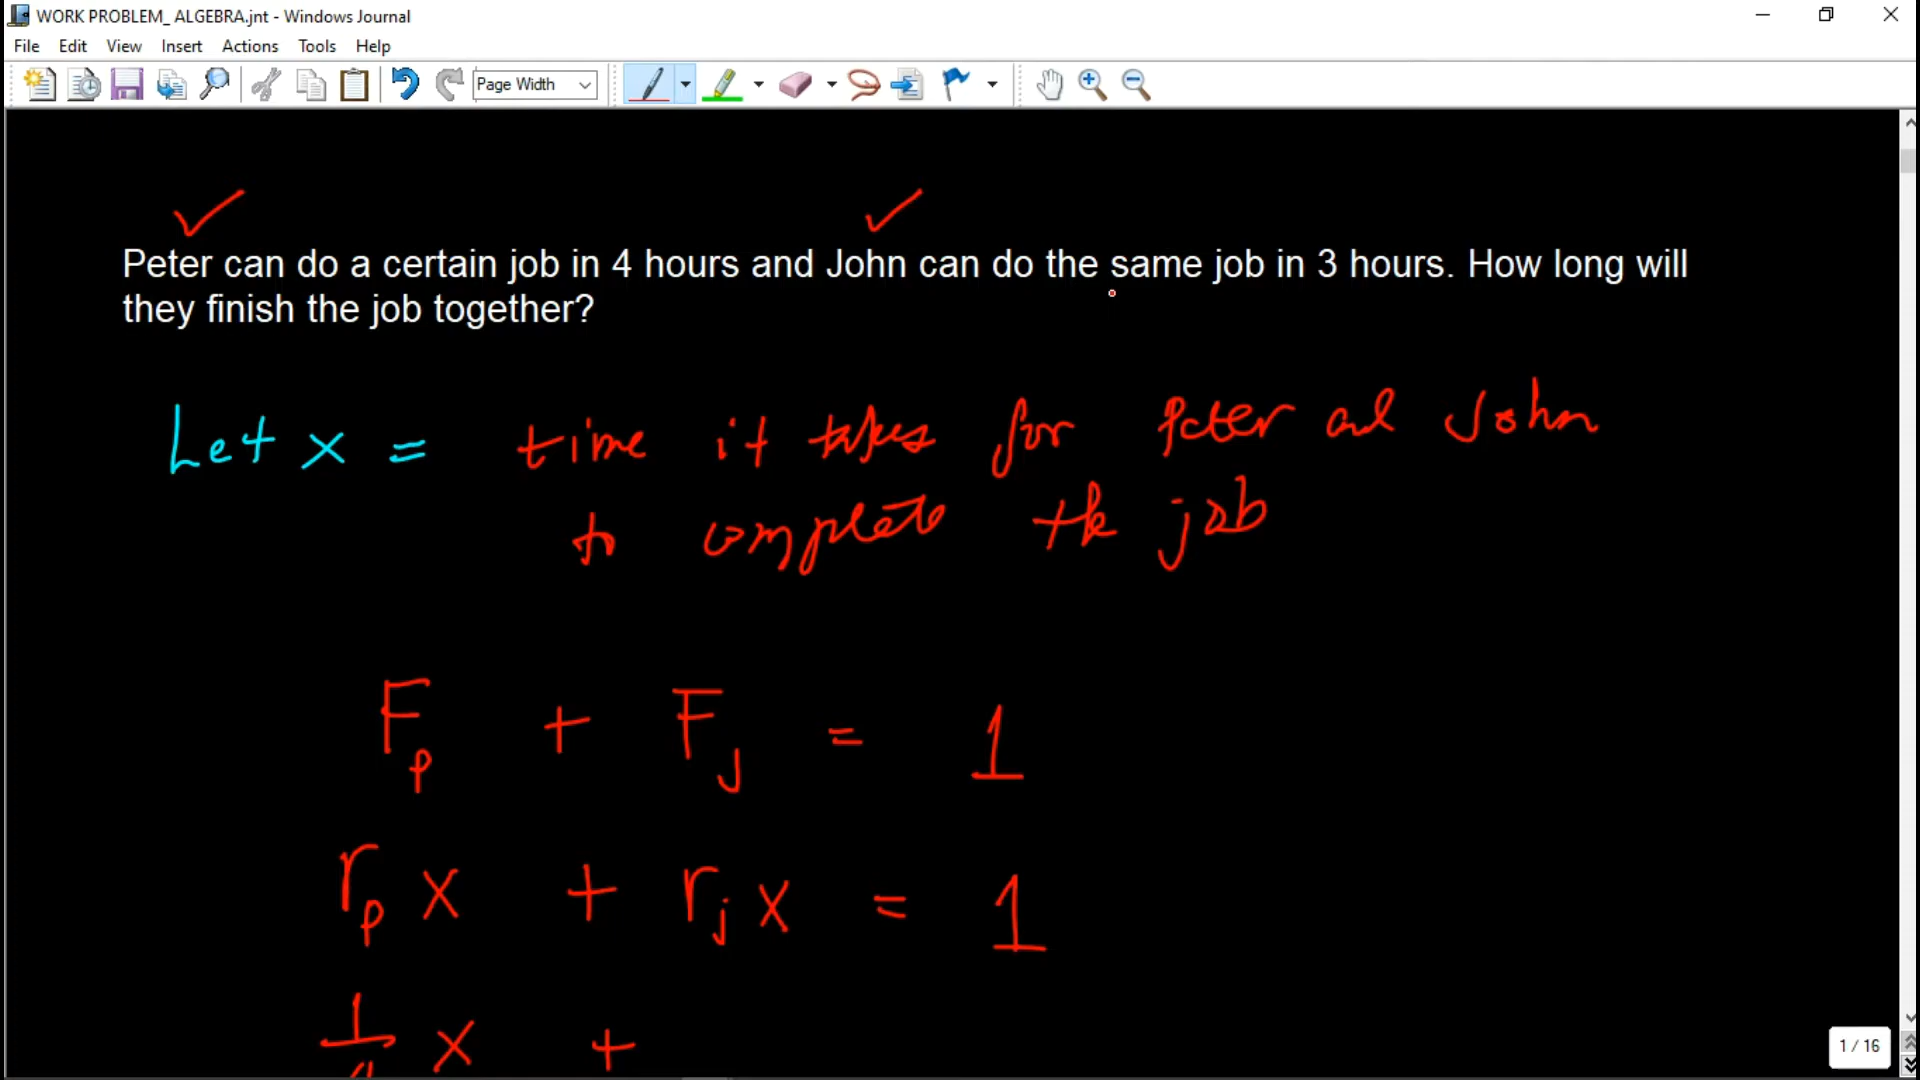 WORK PROBLEM_ ALGEBRA.jnt - Windows Journal
File Edit View Insert Actions Tools Help
Page Width
Peter can do a certain job in 4 hours and John can do the same job in 3 hours. How long will
they finish the job together?
Let x = time it takes for Peter and John
to complete the job
Fp + Fj = 1
rp x + rj x = 1
1/4 x +
1 / 16